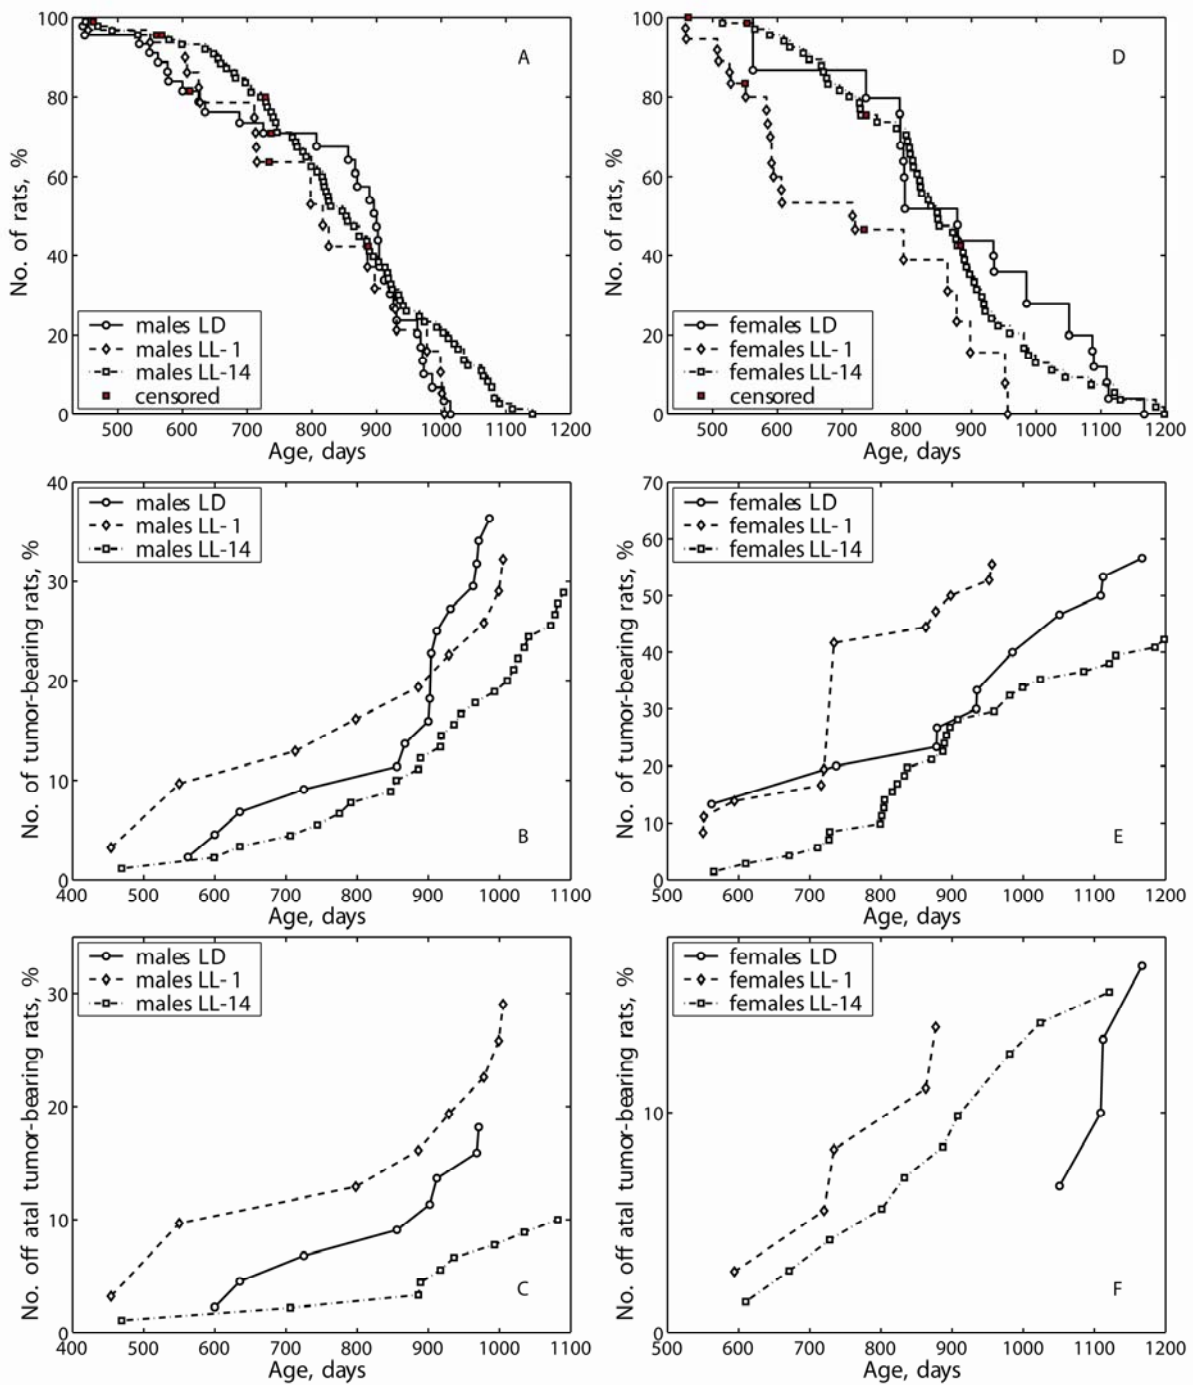 No. of rats, %
100
80
60
40
20
0
A
males LD
males LL-1
males LL-14
censored
500 600 700 800 900 1000 1100 1200
Age, days
No. of rats, %
100
80
60
40
20
0
D
females LD
females LL-1
females LL-14
censored
500 600 700 800 900 1000 1100 1200
Age, days
No. of tumor-bearing rats, %
40
30
20
10
0
males LD
males LL-1
males LL-14
B
400 500 600 700 800 900 1000 1100
Age, days
No. of tumor-bearing rats, %
70
60
50
40
30
20
10
0
females LD
females LL-1
females LL-14
E
500 600 700 800 900 1000 1100 1200
Age, days
No. off atal tumor-bearing rats, %
30
20
10
0
males LD
males LL-1
males LL-14
C
400 500 600 700 800 900 1000 1100
Age, days
No. off atal tumor-bearing rats, %
10
0
females LD
females LL-1
females LL-14
F
500 600 700 800 900 1000 1100 1200
Age, days